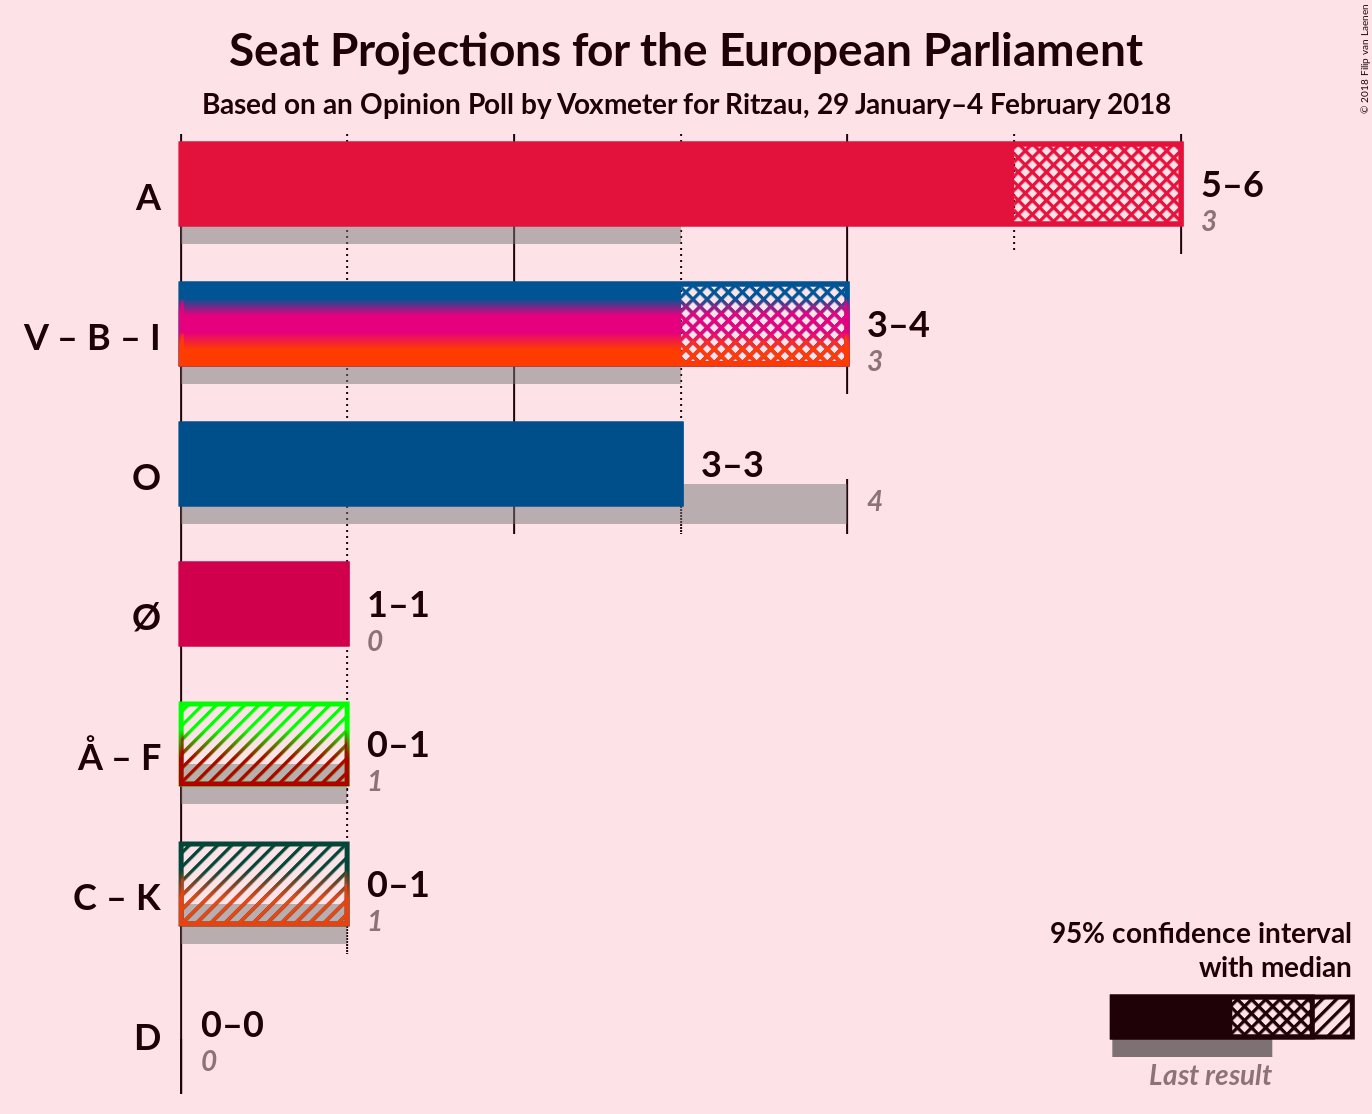 Seat Projections for the European Parliament
Based on an Opinion Poll by Voxmeter for Ritzau, 29 January–4 February 2018
© 2018 Filip van Laenen
A
5–6
3
V – B – I
3–4
3
O
3–3
4
Ø
1–1
0
Å – F
0–1
1
C – K
0–1
1
D
0–0
0
95% confidence interval
with median
Last result